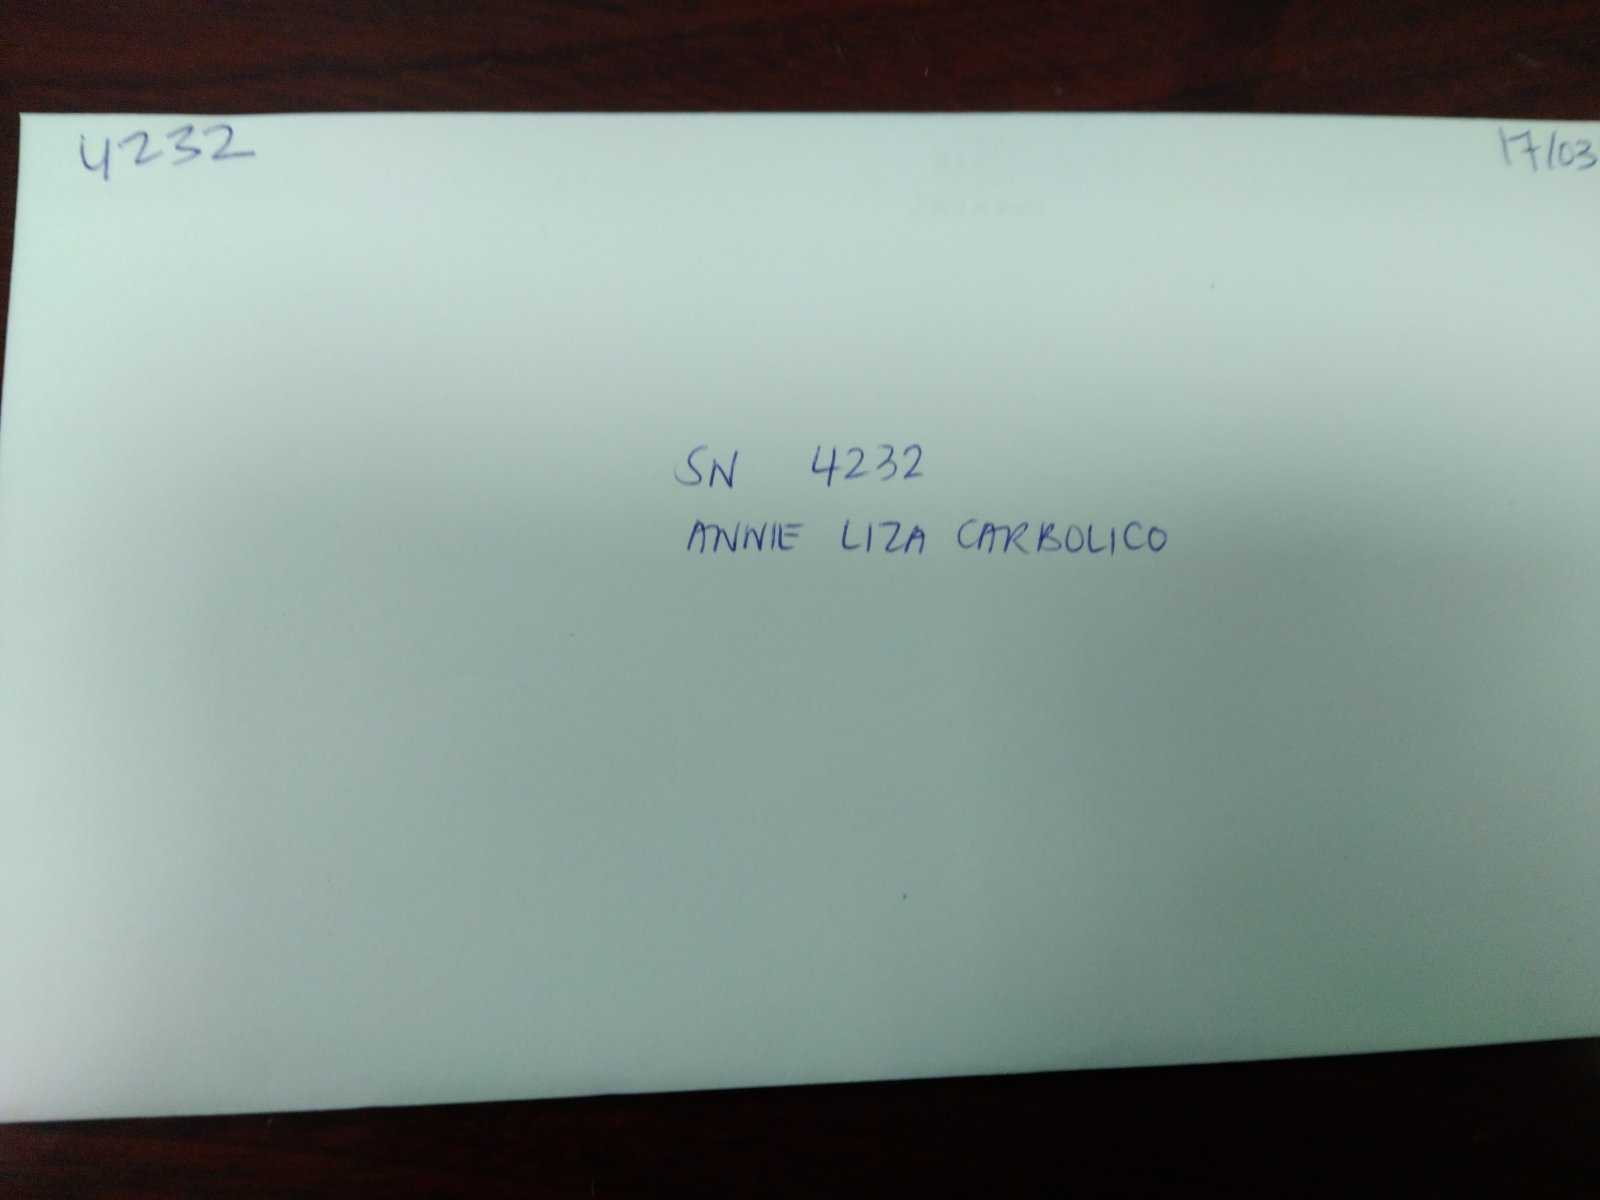 4232
17/03
SN 4232
ANNIE LIZA CARBOLICO